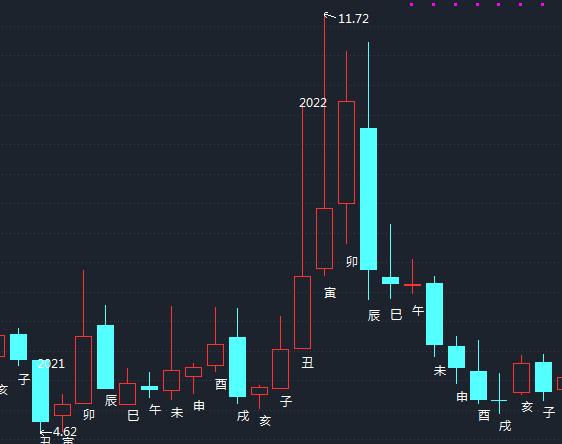 11.72
2022
卯
寅
辰
巳
午
丑
2021
子
亥
未
申
酉
戌
亥
子
卯
辰
巳
午
未
申
酉
戌
亥
子
4.62
丑
寅